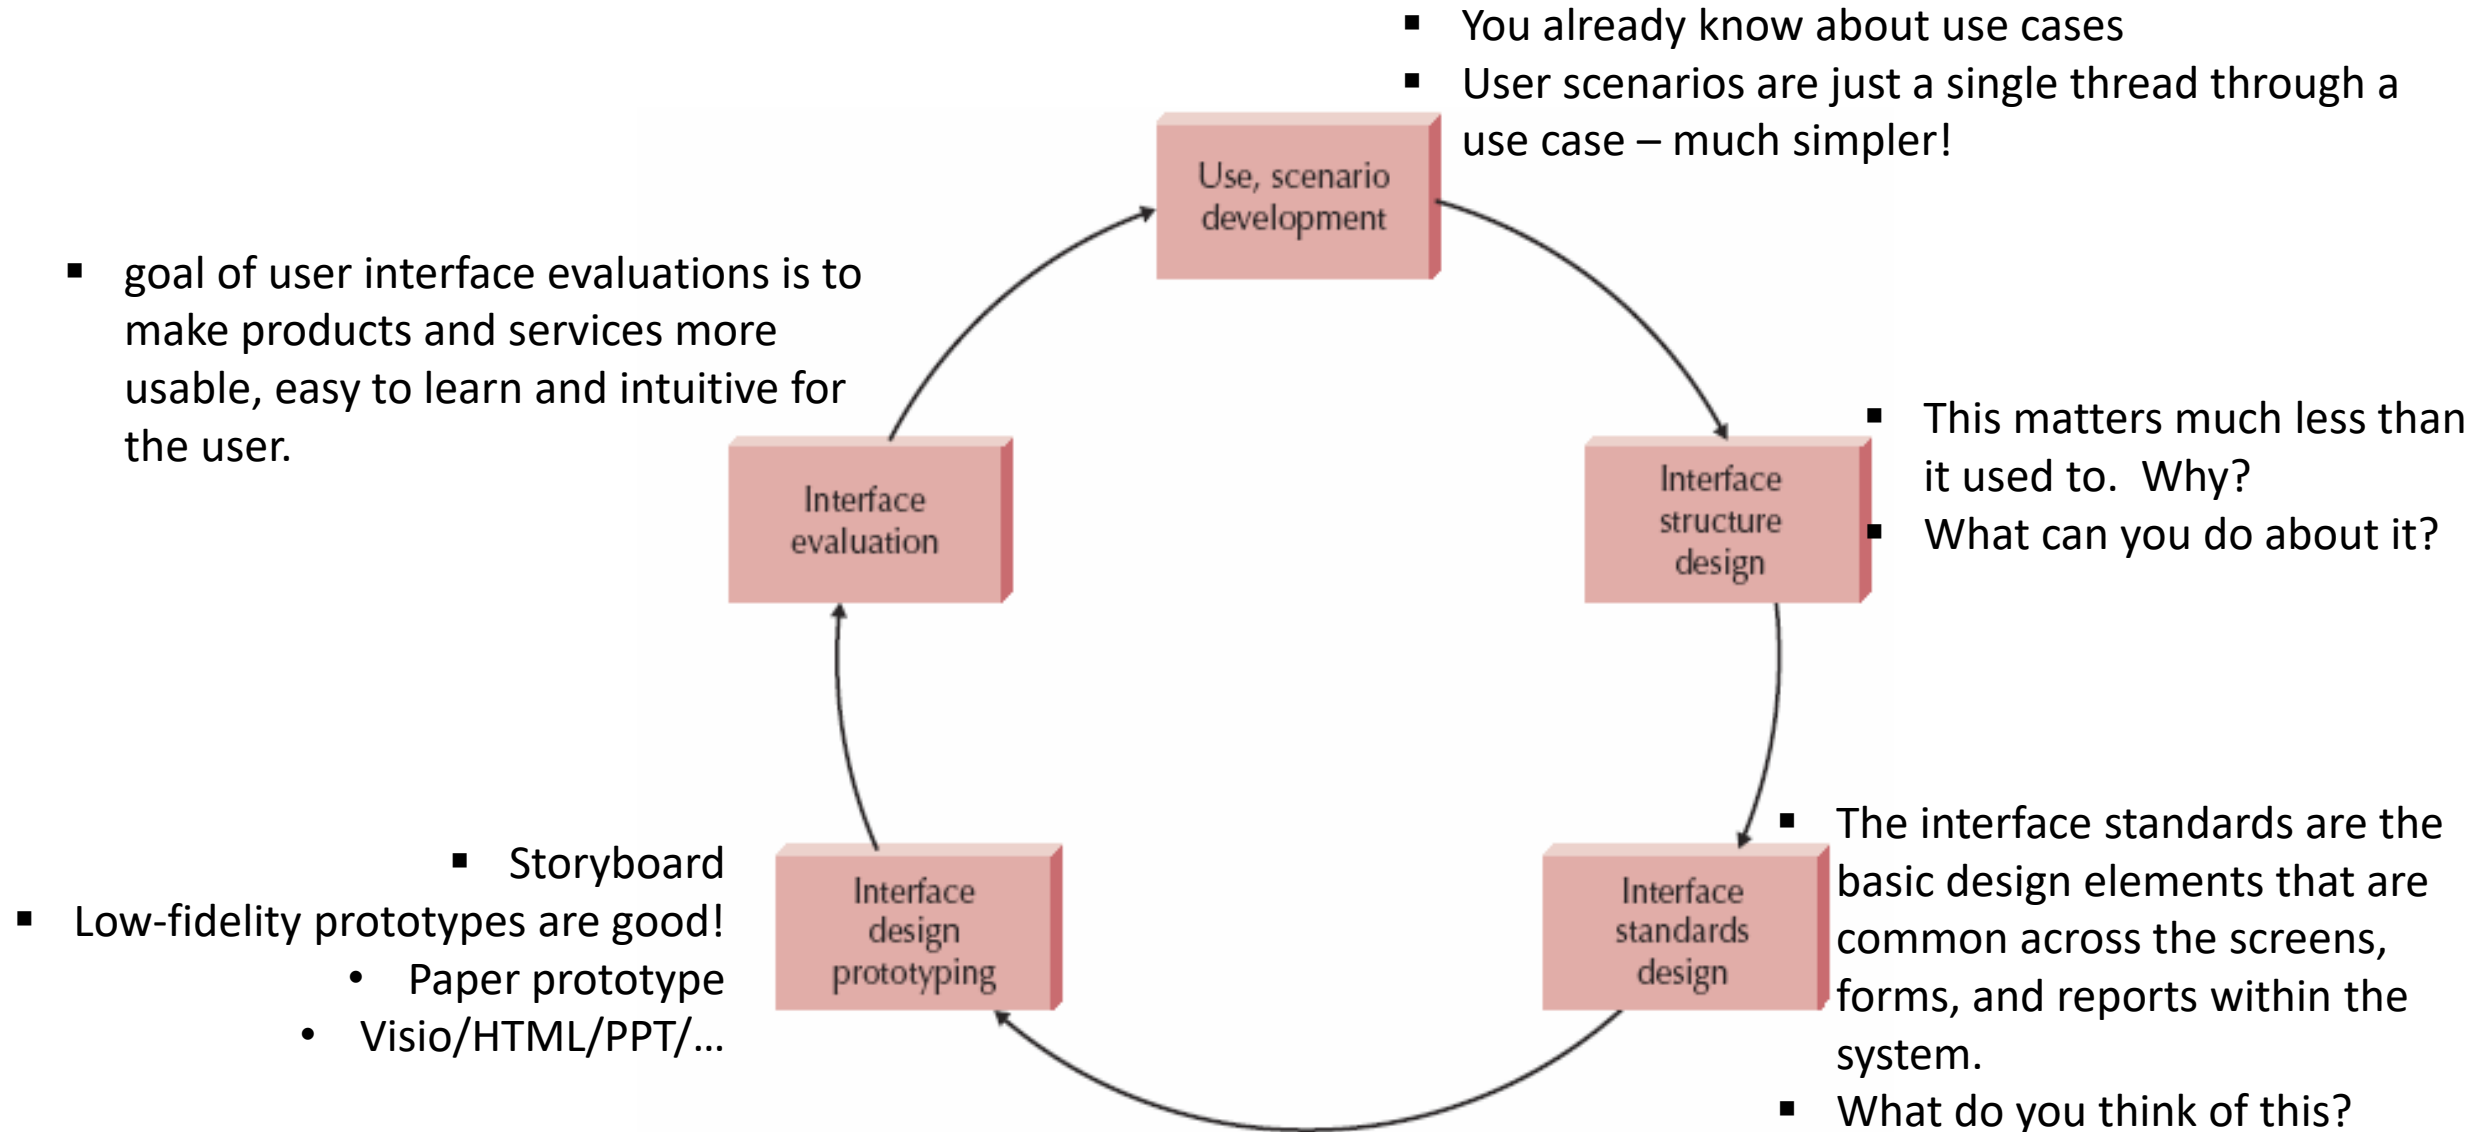 ▪ You already know about use cases
▪ User scenarios are just a single thread through a
use case – much simpler!
Use, scenario
development
▪ goal of user interface evaluations is to
make products and services more
usable, easy to learn and intuitive for
the user.
Interface
evaluation
Interface
structure
design
▪ This matters much less than
it used to.  Why?
▪ What can you do about it?
▪ Storyboard
▪ Low-fidelity prototypes are good!
• Paper prototype
• Visio/HTML/PPT/…
Interface
design
prototyping
Interface
standards
design
▪ The interface standards are the
basic design elements that are
common across the screens,
forms, and reports within the
system.
▪ What do you think of this?